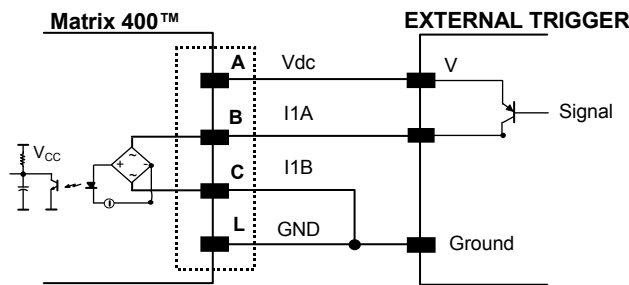 Matrix 400™
EXTERNAL TRIGGER
A Vdc V
B I1A Signal
VCC
C I1B
L GND Ground